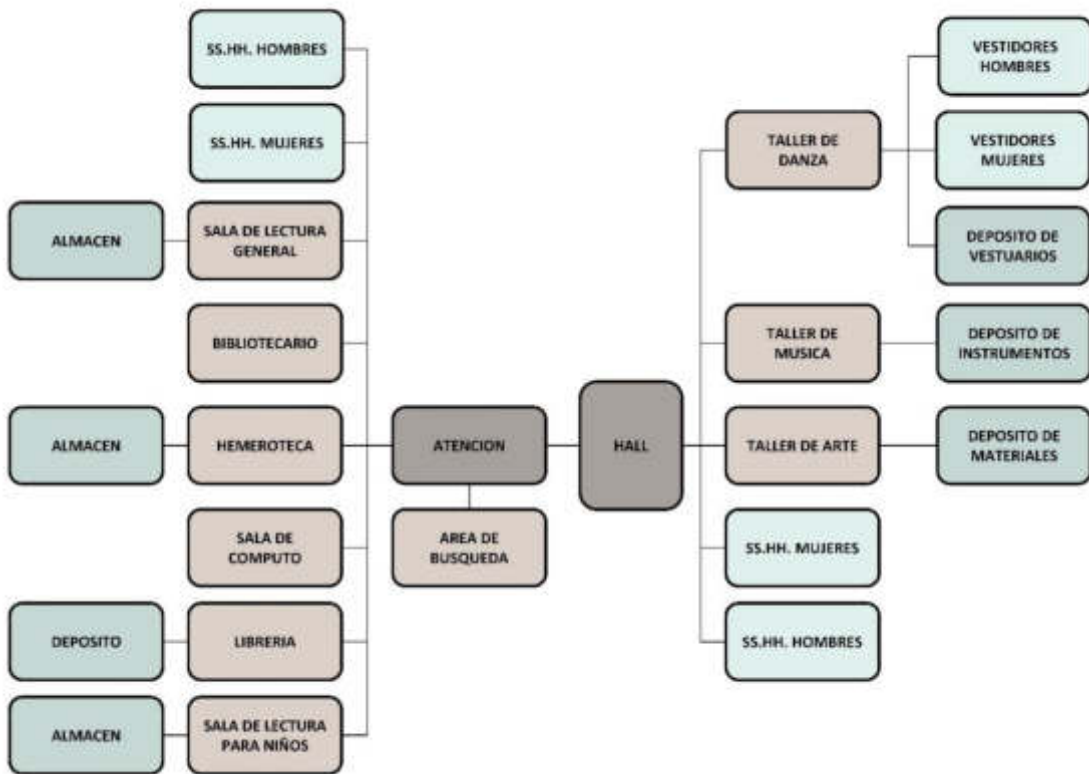 SS.HH. HOMBRES
SS.HH. MUJERES
ALMACEN
SALA DE LECTURA
GENERAL
BIBLIOTECARIO
ALMACEN
HEMEROTECA
SALA DE
COMPUTO
DEPOSITO
LIBRERIA
ALMACEN
SALA DE LECTURA
PARA NIÑOS
ATENCION
AREA DE
BUSQUEDA
HALL
TALLER DE
DANZA
VESTIDORES
HOMBRES
VESTIDORES
MUJERES
DEPOSITO DE
VESTUARIOS
TALLER DE
MUSICA
DEPOSITO DE
INSTRUMENTOS
TALLER DE ARTE
DEPOSITO DE
MATERIALES
SS.HH. MUJERES
SS.HH. HOMBRES